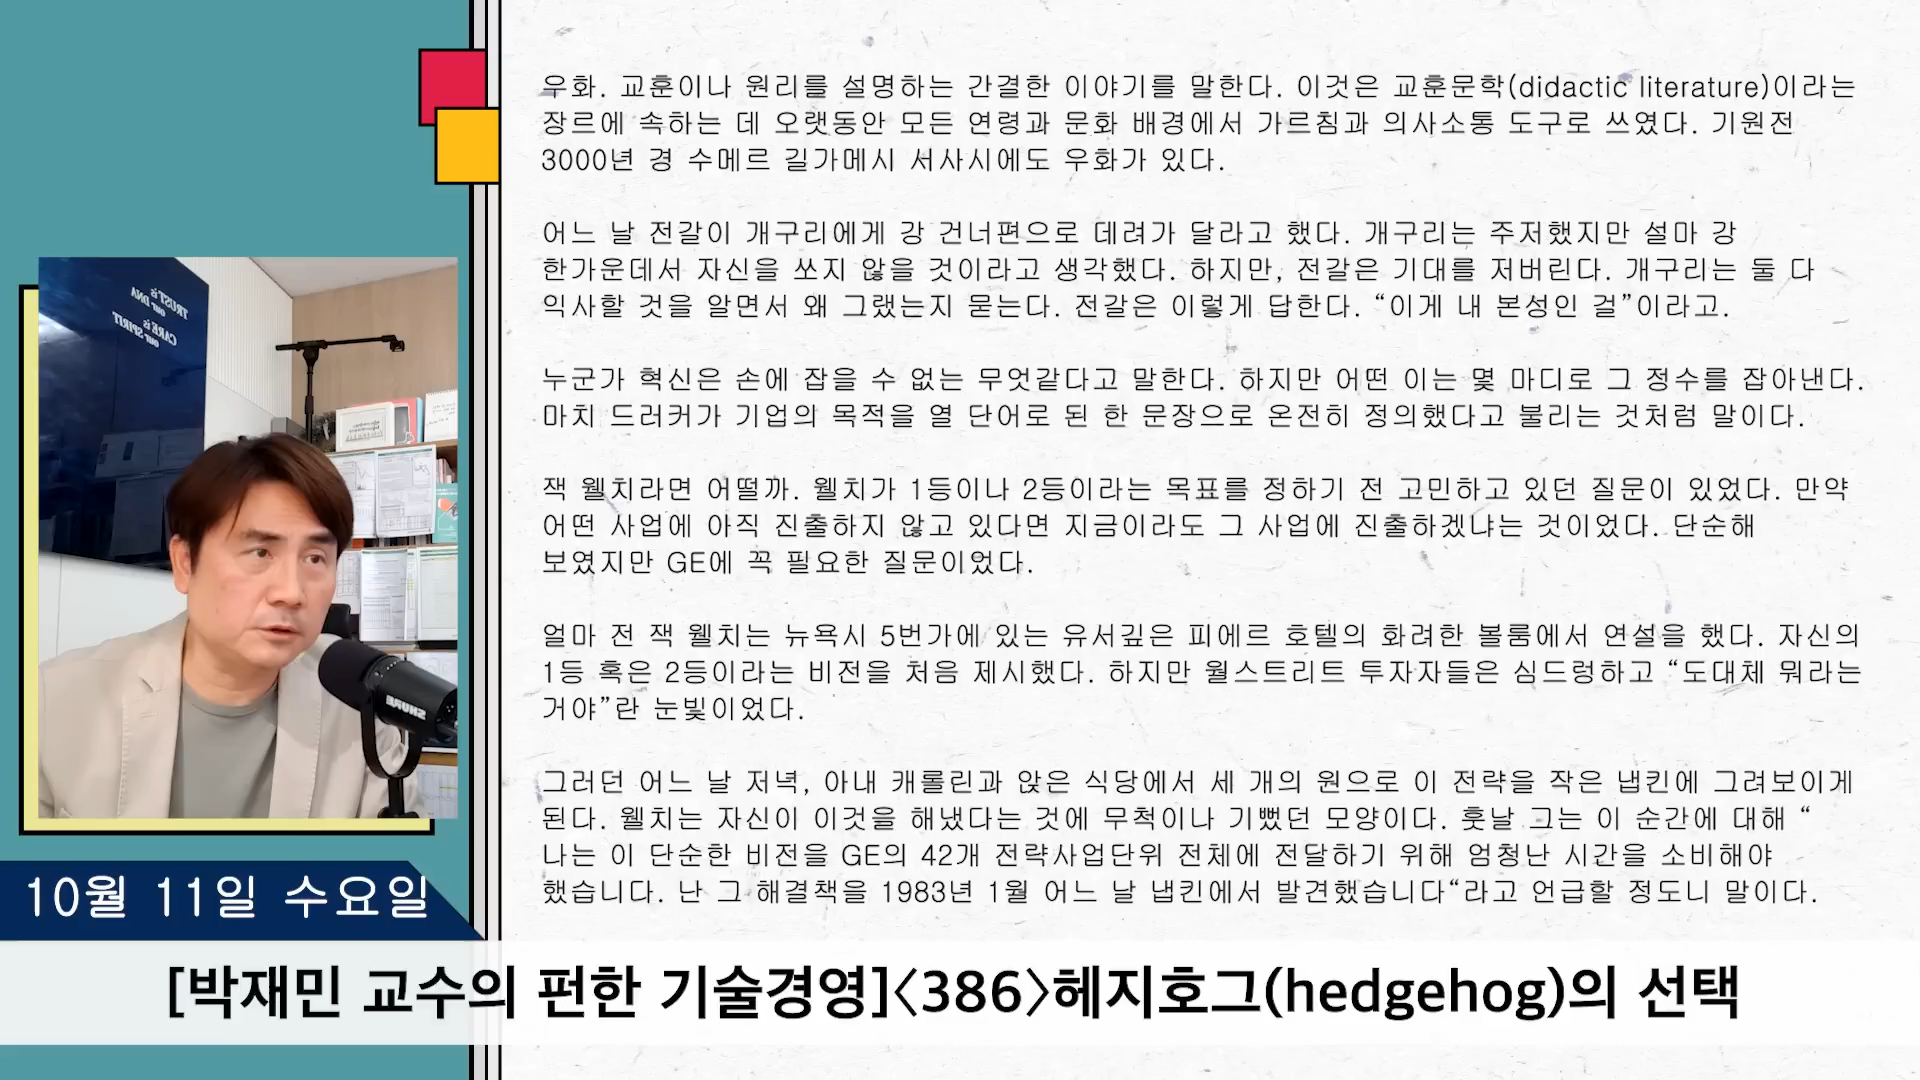 우화. 교훈이나 원리를 설명하는 간결한 이야기를 말한다. 이것은 교훈문학(didactic literature)이라는
장르에 속하는 데 오랫동안 모든 연령과 문화 배경에서 가르침과 의사소통 도구로 쓰였다. 기원전
3000년 경 수메르 길가메시 서사시에도 우화가 있다.
어느 날 전갈이 개구리에게 강 건너편으로 데려가 달라고 했다. 개구리는 주저했지만 설마 강
한가운데서 자신을 쏘지 않을 것이라고 생각했다. 하지만, 전갈은 기대를 저버린다. 개구리는 둘 다
익사할 것을 알면서 왜 그랬는지 묻는다. 전갈은 이렇게 답한다. “이게 내 본성인 걸”이라고.
누군가 혁신은 손에 잡을 수 없는 무엇같다고 말한다. 하지만 어떤 이는 몇 마디로 그 정수를 잡아낸다.
마치 드러커가 기업의 목적을 열 단어로 된 한 문장으로 온전히 정의했다고 불리는 것처럼 말이다.
잭 웰치라면 어떨까. 웰치가 1등이나 2등이라는 목표를 정하기 전 고민하고 있던 질문이 있었다. 만약
어떤 사업에 아직 진출하지 않고 있다면 지금이라도 그 사업에 진출하겠냐는 것이었다. 단순해
보였지만 GE에 꼭 필요한 질문이었다.
얼마 전 잭 웰치는 뉴욕시 5번가에 있는 유서깊은 피에르 호텔의 화려한 볼룸에서 연설을 했다. 자신의
1등 혹은 2등이라는 비전을 처음 제시했다. 하지만 월스트리트 투자자들은 심드렁하고 “도대체 뭐라는
거야”란 눈빛이었다.
그러던 어느 날 저녁, 아내 캐롤린과 앉은 식당에서 세 개의 원으로 이 전략을 작은 냅킨에 그려보이게
된다. 웰치는 자신이 이것을 해냈다는 것에 무척이나 기뻤던 모양이다. 훗날 그는 이 순간에 대해 “
나는 이 단순한 비전을 GE의 42개 전략사업단위 전체에 전달하기 위해 엄청난 시간을 소비해야
했습니다. 난 그 해결책을 1983년 1월 어느 날 냅킨에서 발견했습니다“라고 언급할 정도니 말이다.
TRUST is
our DNA
CARE is
our SPIRIT
SHURE
10월 11일 수요일
[박재민 교수의 펀한 기술경영]<386>헤지호그(hedgehog)의 선택